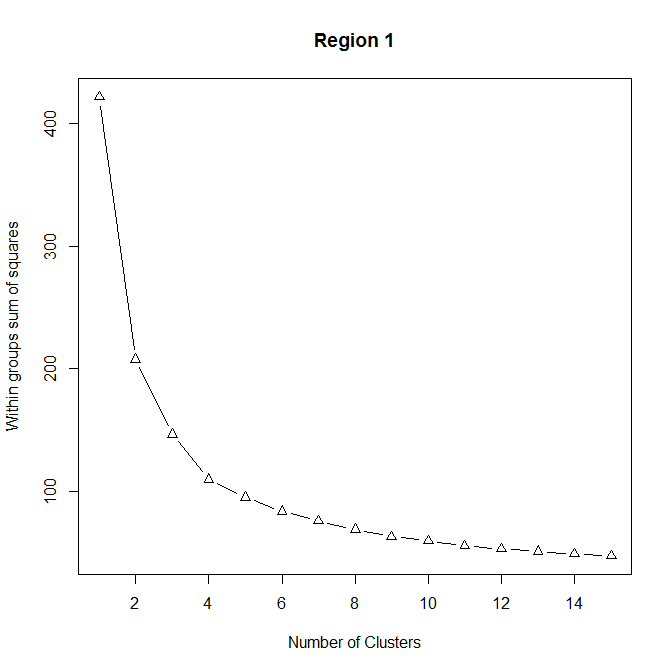 Region 1
Within groups sum of squares
400
300
200
100
2 4 6 8 10 12 14
Number of Clusters